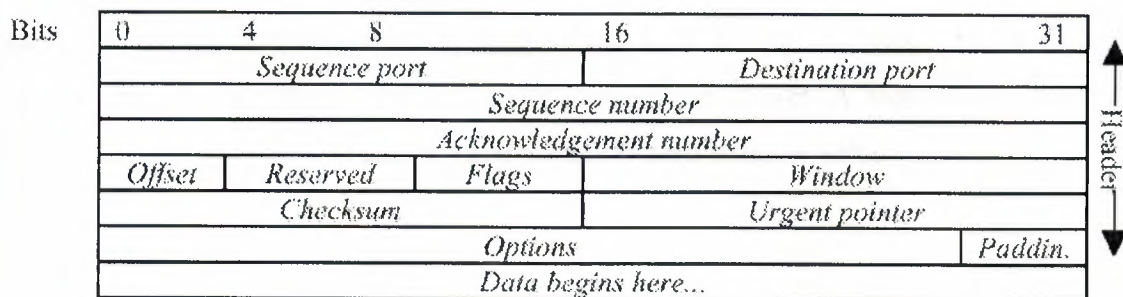 Bits 0 4 8 16 31
Sequence port Destination port
Sequence number
Acknowledgement number
Offset Reserved Flags Window
Checksum Urgent pointer
Options Paddin.
Data begins here...
Header